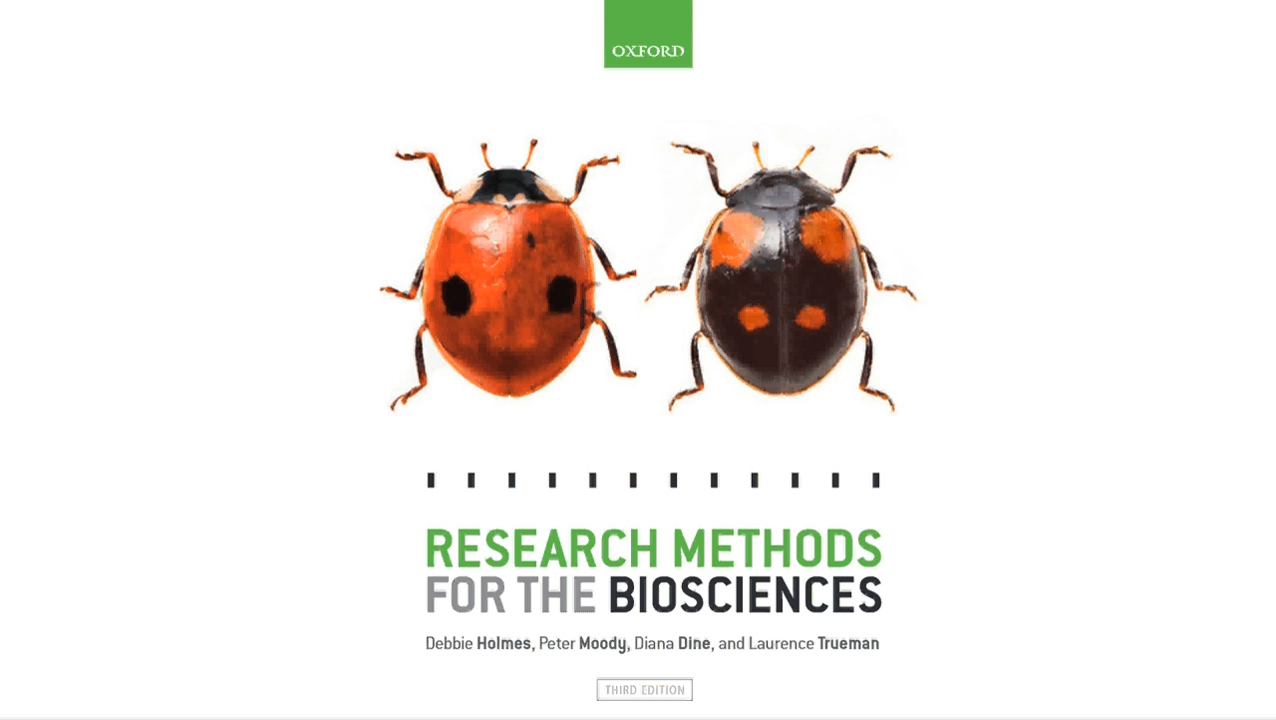 OXFORD
RESEARCH METHODS
FOR THE BIOSCIENCES
Debbie Holmes, Peter Moody, Diana Dine, and Laurence Trueman
THIRD EDITION